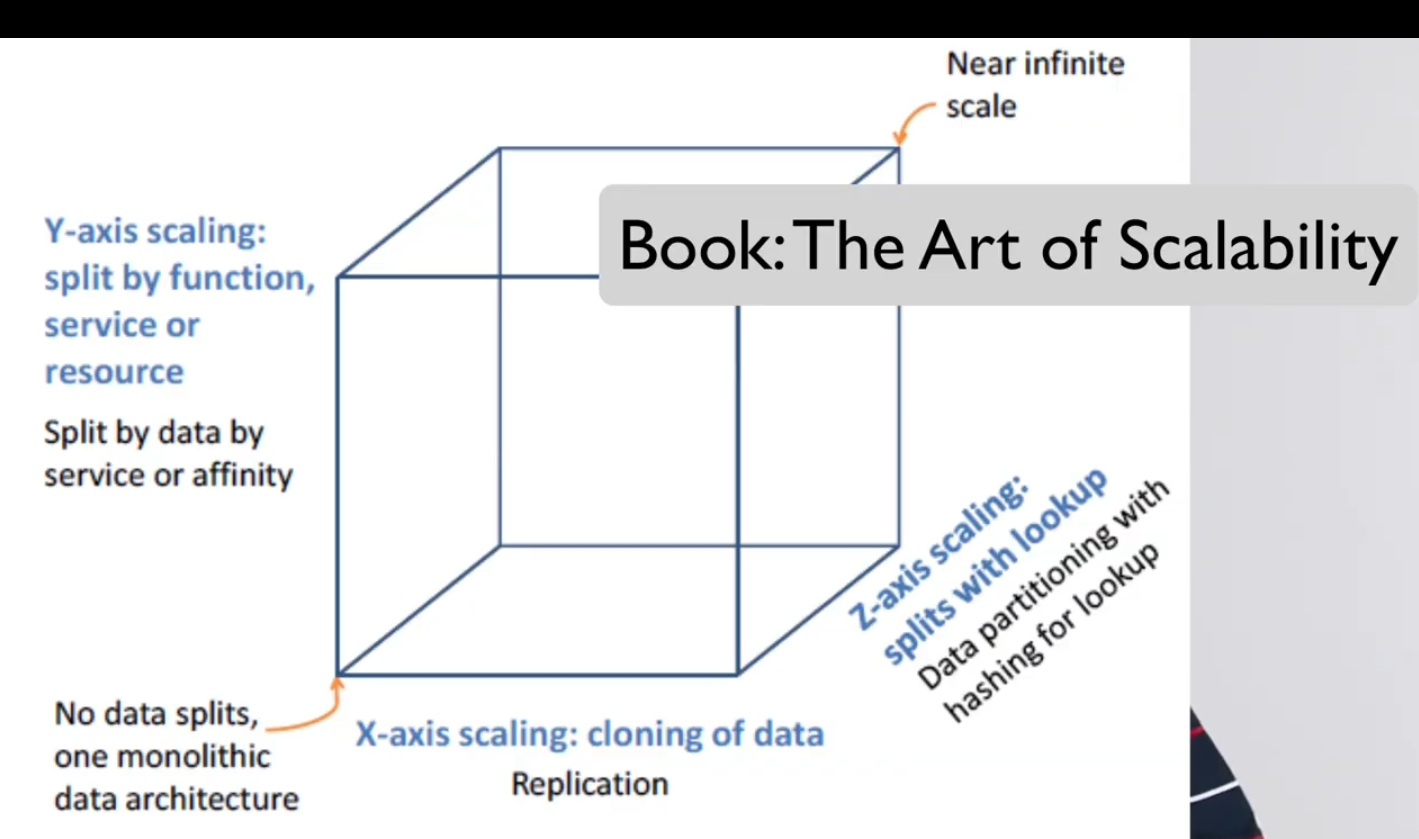 Near infinite
scale
Book: The Art of Scalability
Y-axis scaling:
split by function,
service or
resource
Split by data by
service or affinity
Z-axis scaling:
splits with lookup
Data partitioning with
hashing for lookup
No data splits,
one monolithic
data architecture
X-axis scaling: cloning of data
Replication